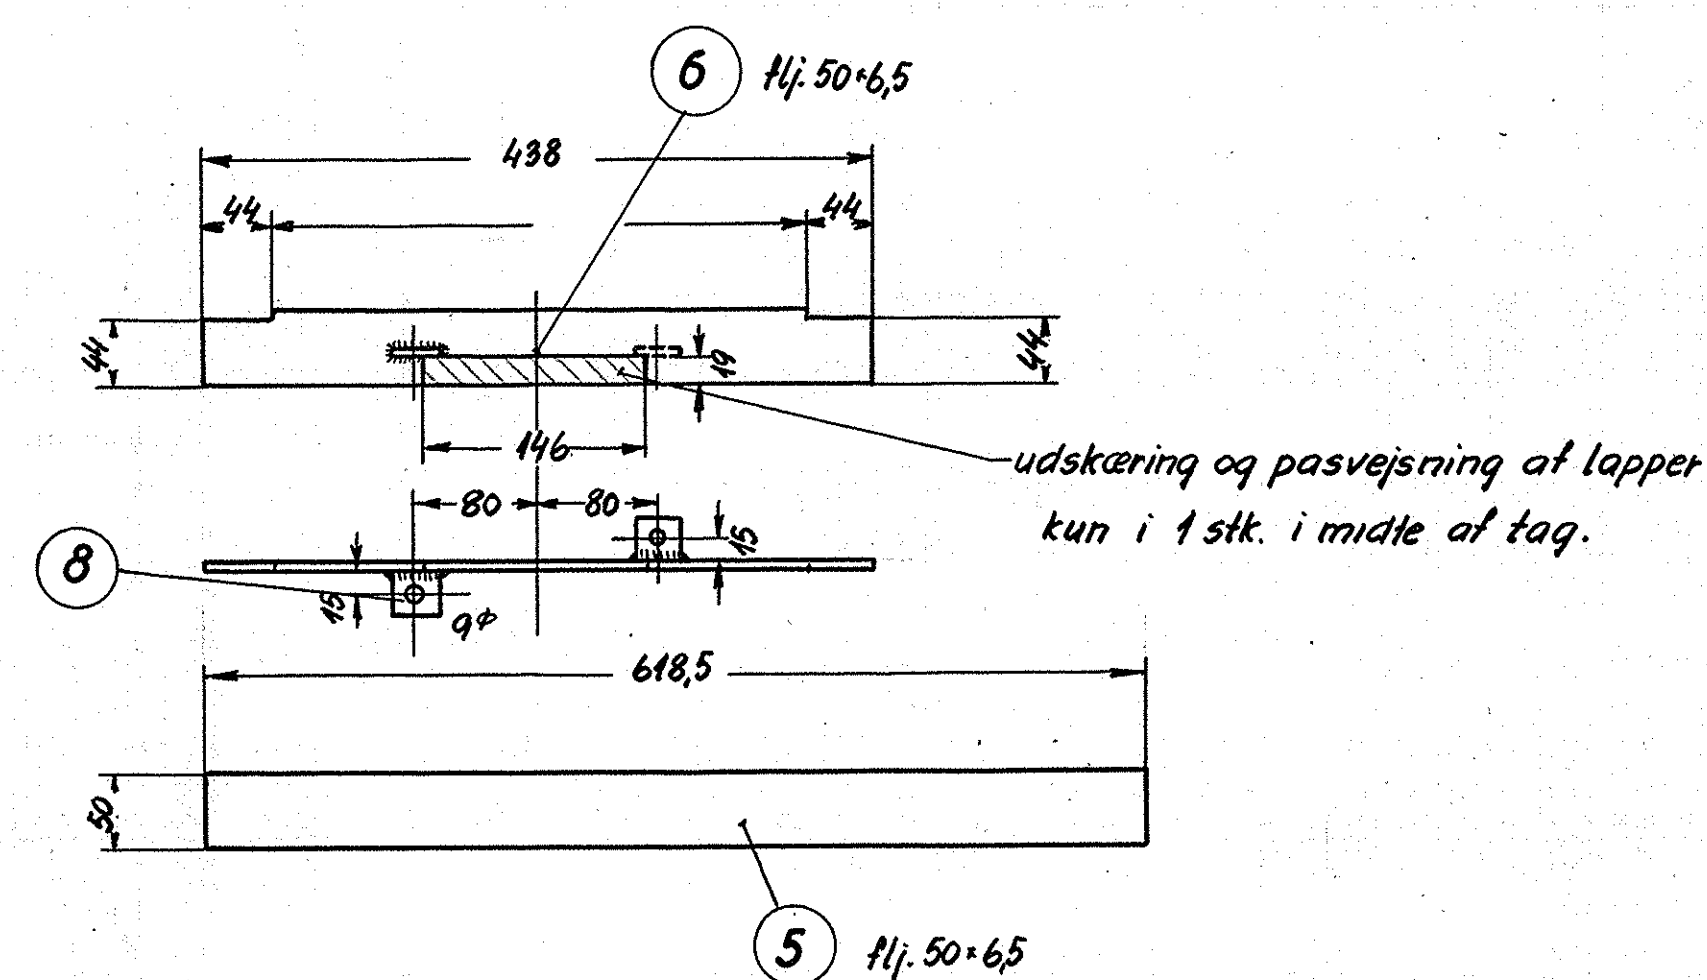 6 flj. 50×6,5
438
44 44
44 19 44
146
udskæring og pasvejsning af lapper
kun i 1 stk. i midte af tag.
80 80
15
8
15
9⌀
618,5
50
5 flj. 50×6,5